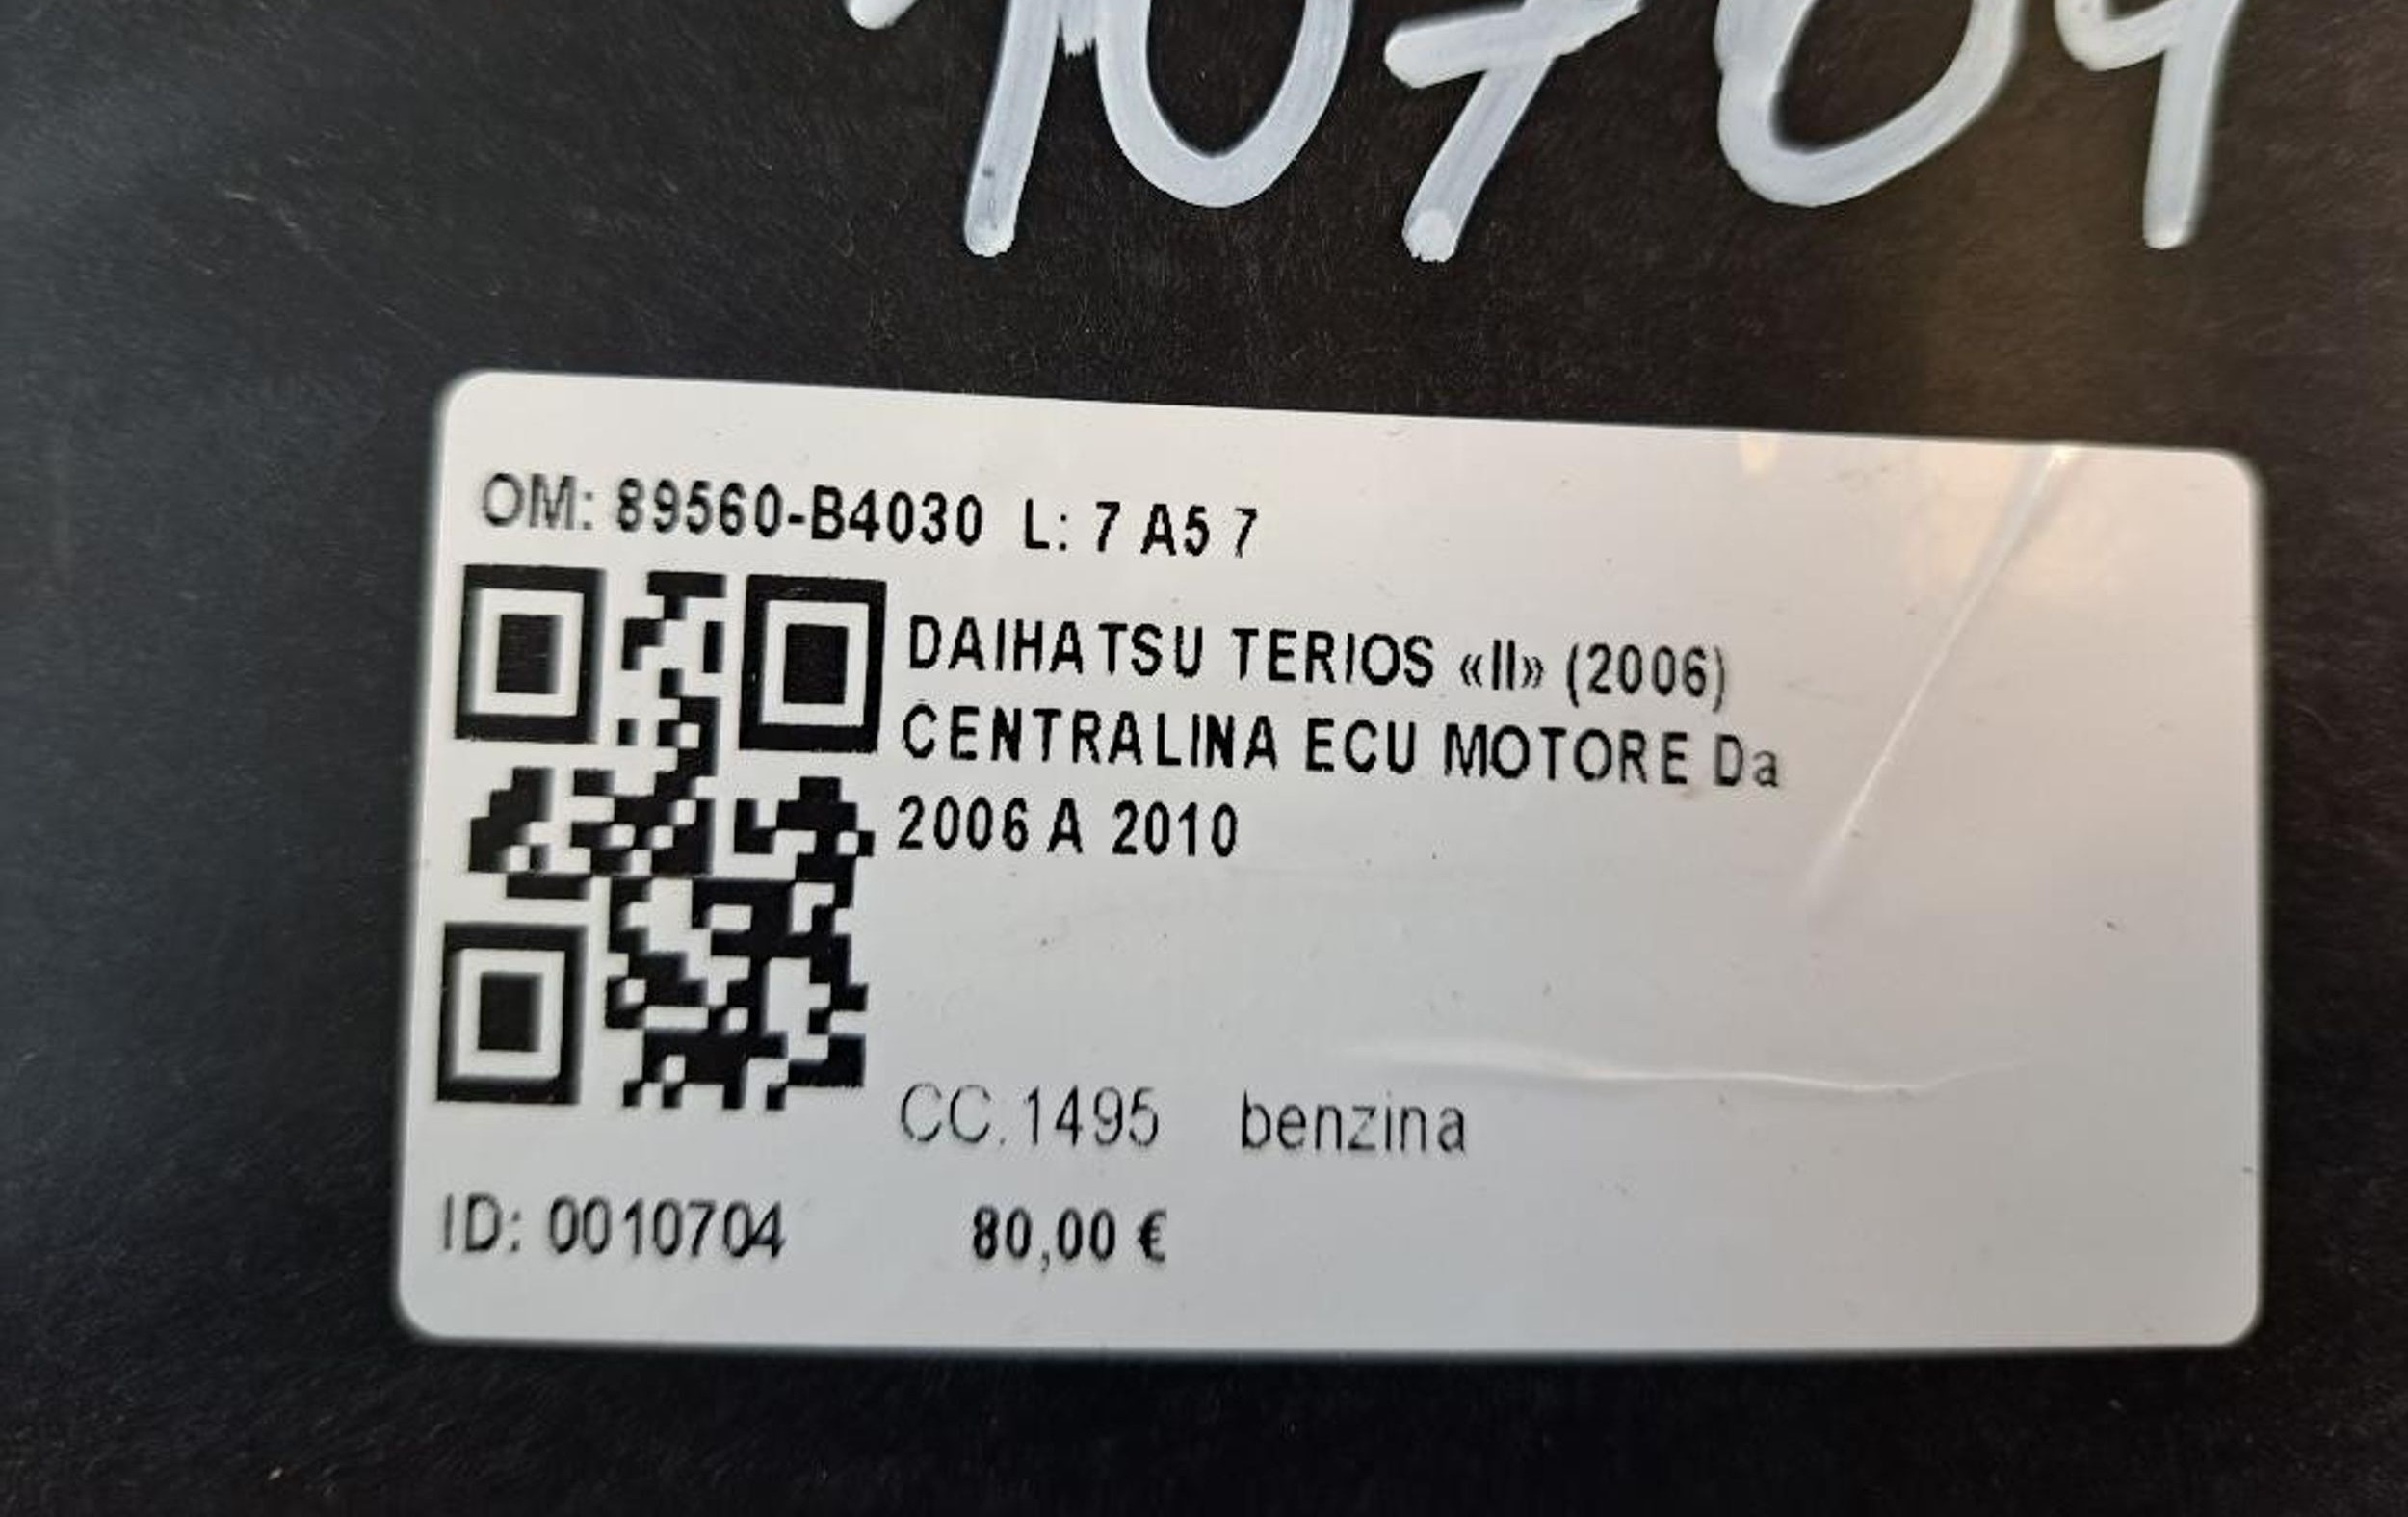 10704
OM: 89560-B4030 L: 7 A5 7
DAIHATSU TERIOS «II» (2006)
CENTRALINA ECU MOTORE Da
2006 A 2010
CC.1495 benzina
ID: 0010704 80,00 €